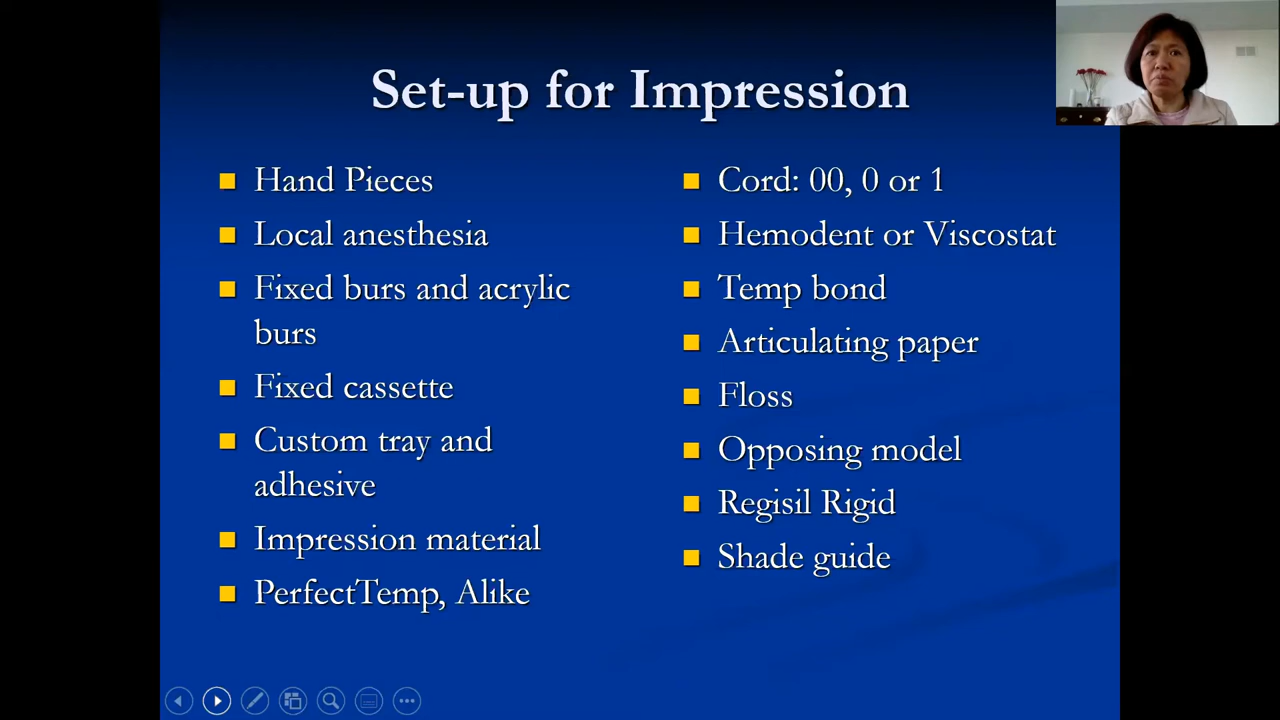 Set-up for Impression
Hand Pieces
Local anesthesia
Fixed burs and acrylic
burs
Fixed cassette
Custom tray and
adhesive
Impression material
PerfectTemp, Alike
Cord: 00, 0 or 1
Hemodent or Viscostat
Temp bond
Articulating paper
Floss
Opposing model
Regisil Rigid
Shade guide